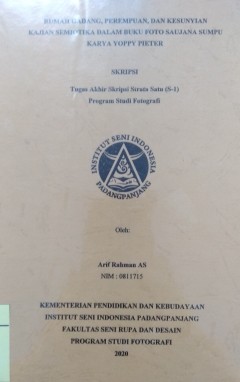 RUMAH GADANG, PEREMPUAN, DAN KESUNYIAN
KAJIAN SEMIOTIKA DALAM BUKU FOTO SAUJANA SUMPU
KARYA YOPPY PIETER
SKRIPSI
Tugas Akhir Skripsi Strata Satu (S-1)
Program Studi Fotografi
INSTITUT SENI INDONESIA
PADANGPANJANG
Oleh:
Arif Rahman AS
NIM : 0811715
KEMENTERIAN PENDIDIKAN DAN KEBUDAYAAN
INSTITUT SENI INDONESIA PADANGPANJANG
FAKULTAS SENI RUPA DAN DESAIN
PROGRAM STUDI FOTOGRAFI
2020